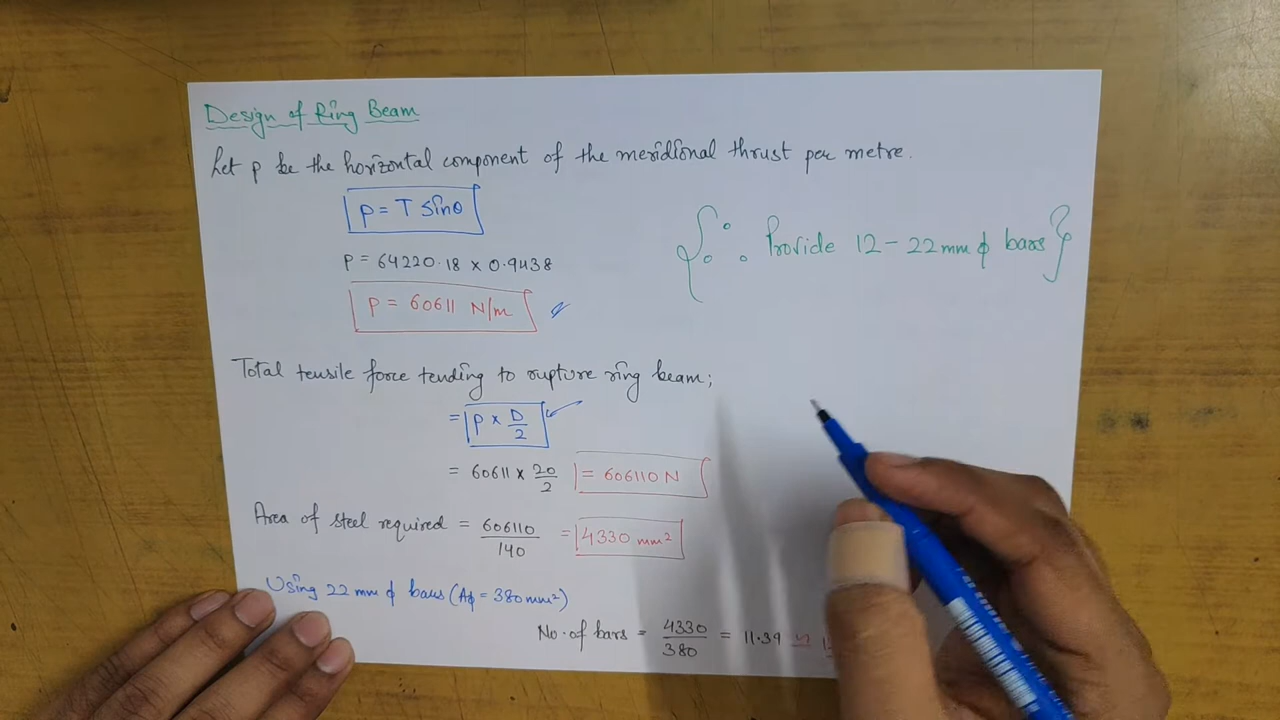 Design of Ring Beam
Let p be the horizontal component of the meridional thrust per metre.
p = T sinθ
p = 64220.18 x 0.9438
p = 60611 N/m
∴ Provide 12 - 22 mm ϕ bars
Total tensile force tending to rupture ring beam;
= p x D/2
= 60611 x 20/2 = 606110 N
Area of steel required = 606110/140 = 4330 mm²
Using 22 mm ϕ bars (Aϕ = 380 mm²)
No. of bars = 4330/380 = 11.39 ≃